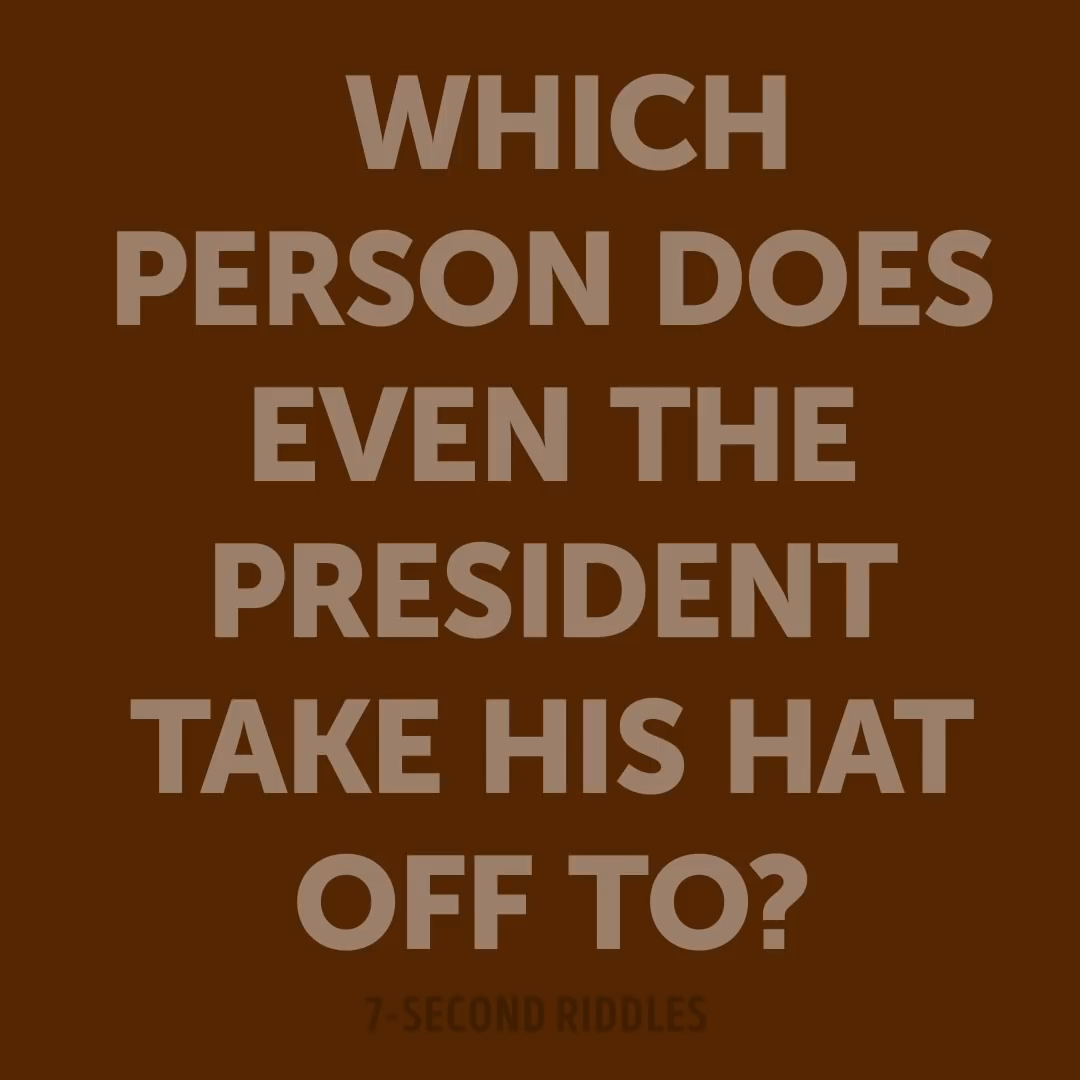 WHICH
PERSON DOES
EVEN THE
PRESIDENT
TAKE HIS HAT
OFF TO?
7-SECOND RIDDLES